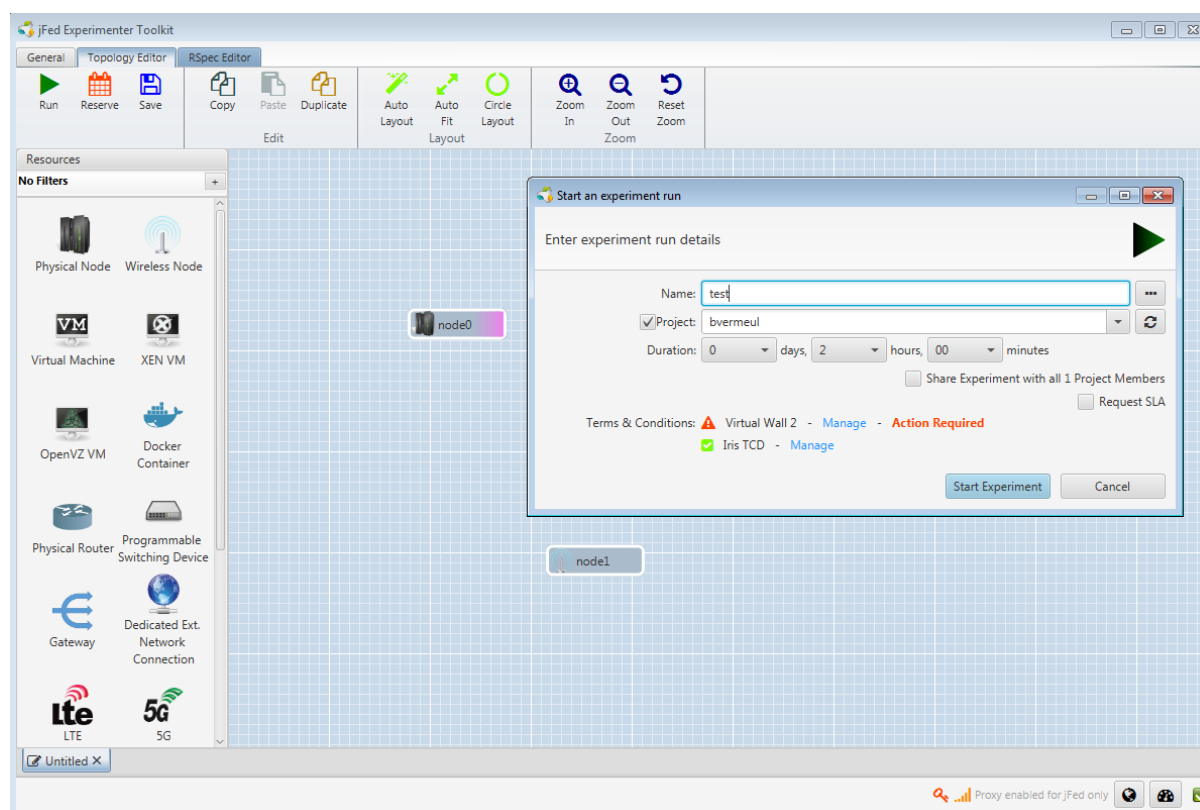 jFed Experimenter Toolkit
General Topology Editor RSpec Editor
Run Reserve Save Copy Paste Duplicate Auto Layout Auto Fit Circle Layout Zoom In Zoom Out Reset Zoom
Edit Layout Zoom
Resources
No Filters +
Physical Node Wireless Node
VM
Virtual Machine XEN VM
OpenVZ VM Docker Container
Physical Router Programmable Switching Device
Gateway Dedicated Ext. Network Connection
Lte 5G
LTE 5G
node0
node1
Start an experiment run
Enter experiment run details
Name: test ...
Project: bvermeul
Duration: 0 days, 2 hours, 00 minutes
Share Experiment with all 1 Project Members
Request SLA
Terms & Conditions: Virtual Wall 2 - Manage - Action Required
Iris TCD - Manage
Start Experiment Cancel
Untitled X
Proxy enabled for jFed only